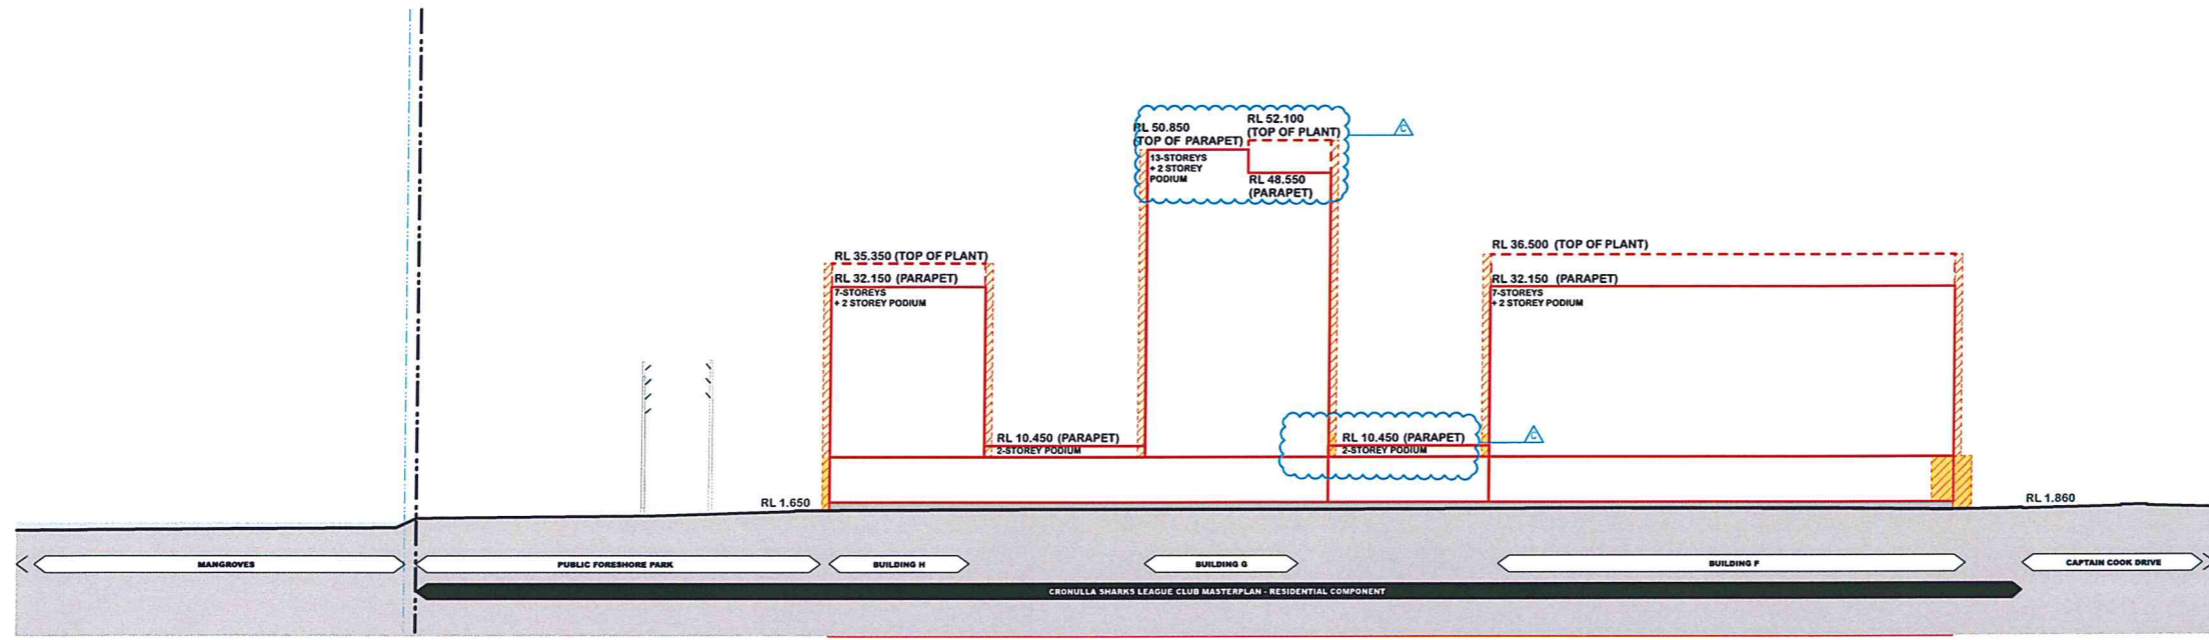 RL 50.850
(TOP OF PARAPET)
13-STOREYS
+ 2 STOREY
PODIUM
RL 52.100
(TOP OF PLANT)
RL 48.550
(PARAPET)
C
RL 35.350 (TOP OF PLANT)
RL 32.150 (PARAPET)
7-STOREYS
+ 2 STOREY PODIUM
RL 36.500 (TOP OF PLANT)
RL 32.150 (PARAPET)
7-STOREYS
+ 2 STOREY PODIUM
RL 10.450 (PARAPET)
2-STOREY PODIUM
RL 10.450 (PARAPET)
2-STOREY PODIUM
C
RL 1.650
RL 1.860
MANGROVES
PUBLIC FORESHORE PARK
BUILDING H
BUILDING G
BUILDING F
CAPTAIN COOK DRIVE
CRONULLA SHARKS LEAGUE CLUB MASTERPLAN - RESIDENTIAL COMPONENT